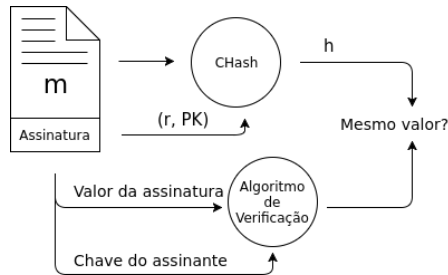 m
Assinatura
CHash
(r, PK)
h
Mesmo valor?
Valor da assinatura
Algoritmo
de
Verificação
Chave do assinante